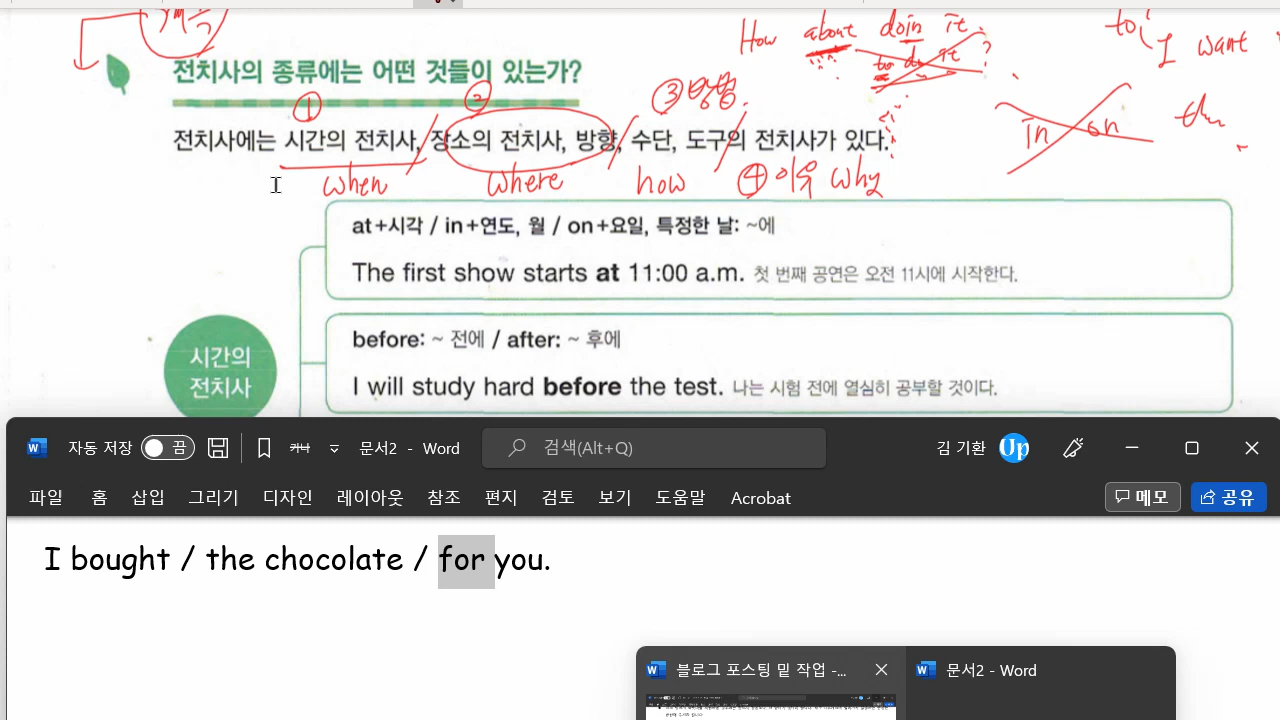 How about doin it
to do it ?
to
I want
전치사의 종류에는 어떤 것들이 있는가?
① ② ③ 방법
in on
전치사에는 시간의 전치사, 장소의 전치사, 방향, 수단, 도구의 전치사가 있다.
when where how ④ 이유 why
at+시각 / in+연도, 월 / on+요일, 특정한 날: ~에
The first show starts at 11:00 a.m. 첫 번째 공연은 오전 11시에 시작한다.
before: ~ 전에 / after: ~ 후에
시간의
전치사
I will study hard before the test. 나는 시험 전에 열심히 공부할 것이다.
자동 저장 끔 가나 문서2 - Word 검색(Alt+Q) 김 기환 Up
파일 홈 삽입 그리기 디자인 레이아웃 참조 편지 검토 보기 도움말 Acrobat 메모 공유
I bought / the chocolate / for you.
블로그 포스팅 밑 작업 -... 문서2 - Word